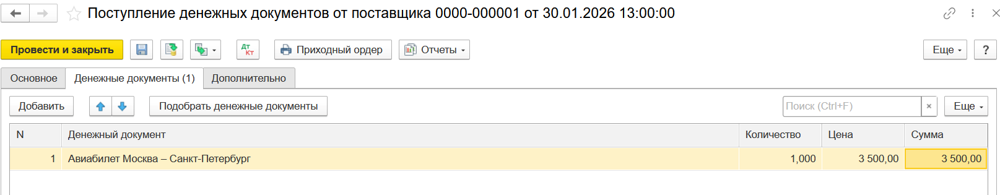 Поступление денежных документов от поставщика 0000-000001 от 30.01.2026 13:00:00
Провести и закрыть Дт Кт Приходный ордер Отчеты Еще ?
Основное Денежные документы (1) Дополнительно
Добавить Подобрать денежные документы Поиск (Ctrl+F) × Еще
N Денежный документ Количество Цена Сумма
1 Авиабилет Москва – Санкт-Петербург 1,000 3 500,00 3 500,00